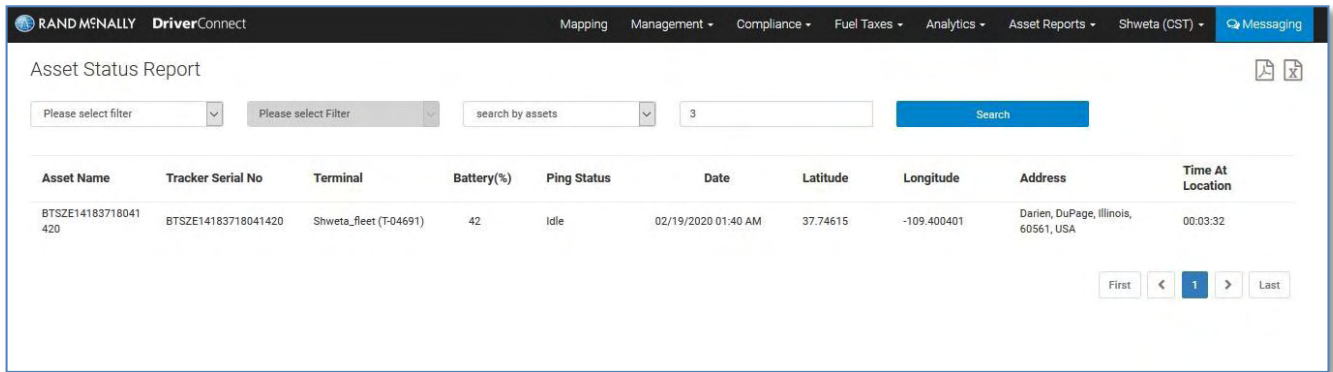 RAND MCNALLY DriverConnect Mapping Management Compliance Fuel Taxes Analytics Asset Reports Shweta (CST) Messaging
Asset Status Report
Please select filter Please select Filter search by assets 3 Search
Asset Name Tracker Serial No Terminal Battery(%) Ping Status Date Latitude Longitude Address Time At
Location
BTSZE14183718041 BTSZE14183718041420 Shweta_fleet (T-04691) 42 Idle 02/19/2020 01:40 AM 37.74615 -109.400401 Darien, DuPage, Illinois, 00:03:32
420 60561, USA
First < 1 > Last